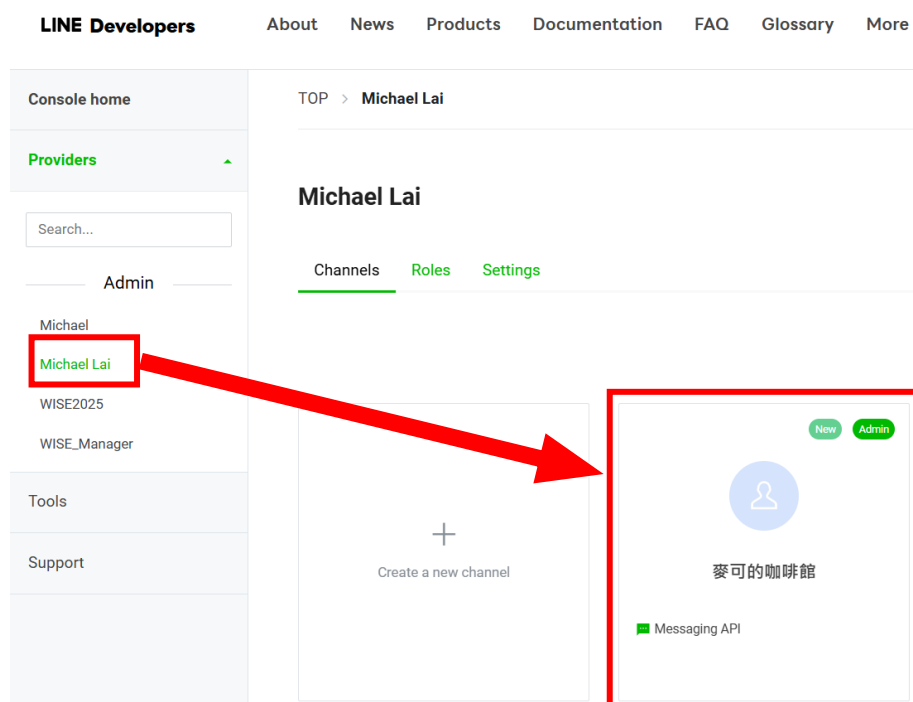 LINE Developers About News Products Documentation FAQ Glossary More
Console home
Providers
Search...
Admin
Michael
Michael Lai
WISE2025
WISE_Manager
Tools
Support
TOP > Michael Lai
Michael Lai
Channels Roles Settings
Create a new channel
New Admin
麥可的咖啡館
Messaging API